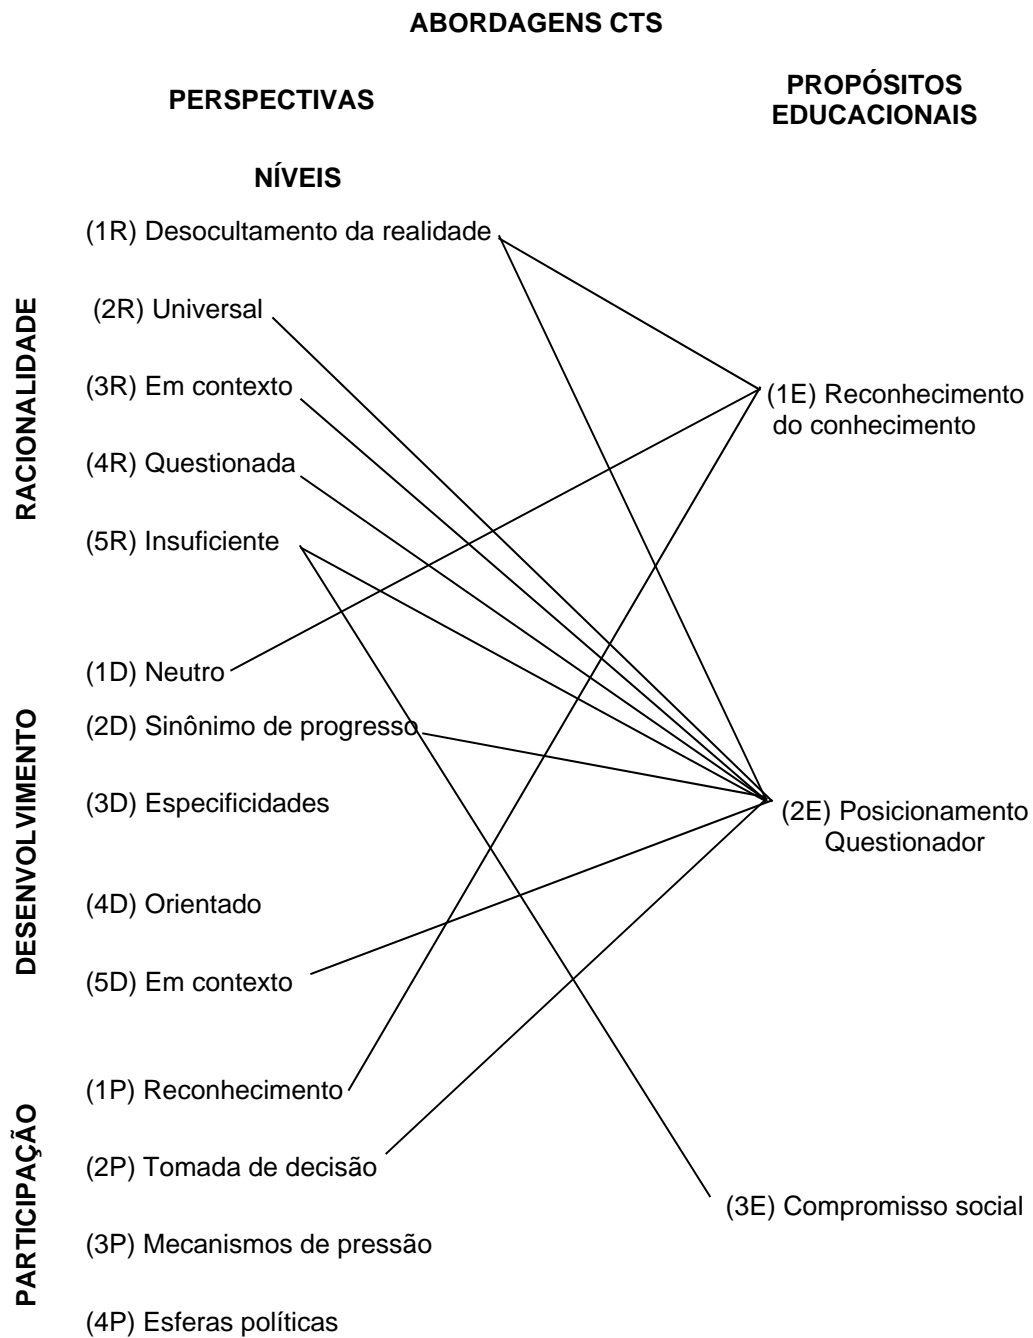 ABORDAGENS CTS
PERSPECTIVAS
PROPÓSITOS
EDUCACIONAIS
NÍVEIS
RACIONALIDADE
(1R) Desocultamento da realidade
(2R) Universal
(3R) Em contexto
(4R) Questionada
(5R) Insuficiente
DESENVOLVIMENTO
(1D) Neutro
(2D) Sinônimo de progresso
(3D) Especificidades
(4D) Orientado
(5D) Em contexto
PARTICIPAÇÃO
(1P) Reconhecimento
(2P) Tomada de decisão
(3P) Mecanismos de pressão
(4P) Esferas políticas
(1E) Reconhecimento
do conhecimento
(2E) Posicionamento
Questionador
(3E) Compromisso social